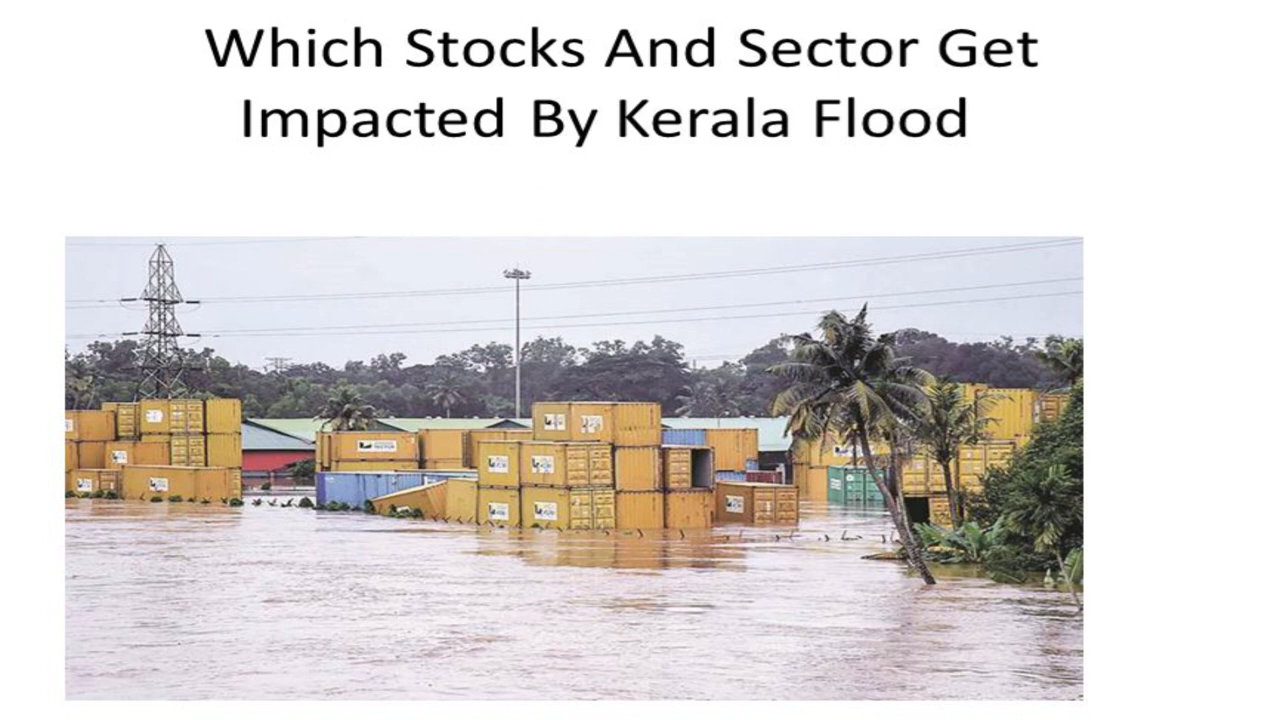 Which Stocks And Sector Get
Impacted By Kerala Flood